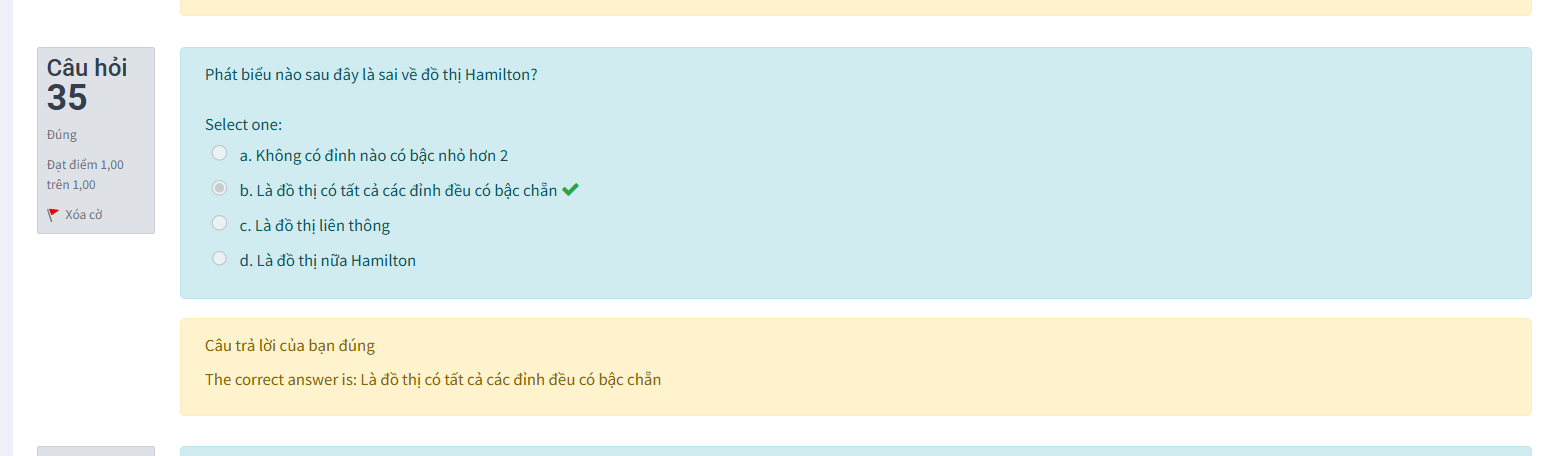 Câu hỏi
35
Đúng
Đạt điểm 1,00
trên 1,00
Xóa cờ
Phát biểu nào sau đây là sai về đồ thị Hamilton?
Select one:
a. Không có đỉnh nào có bậc nhỏ hơn 2
b. Là đồ thị có tất cả các đỉnh đều có bậc chẵn
c. Là đồ thị liên thông
d. Là đồ thị nữa Hamilton
Câu trả lời của bạn đúng
The correct answer is: Là đồ thị có tất cả các đỉnh đều có bậc chẵn